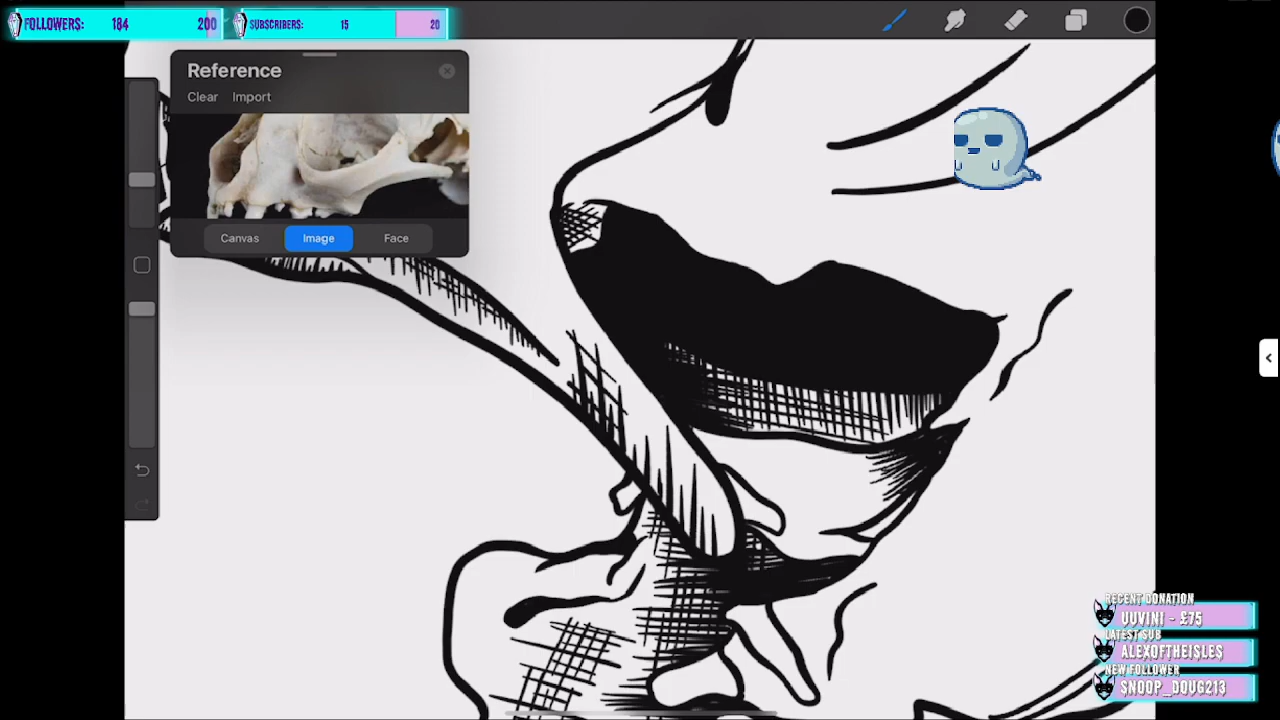 FOLLOWERS: 184 200
SUBSCRIBERS: 15 20
Reference
Clear Import
Canvas Image Face
RECENT DONATION
UUVINI - £75
LATEST SUB
ALEXOFTHEISLES
NEW FOLLOWER
SNOOP_DOUG213